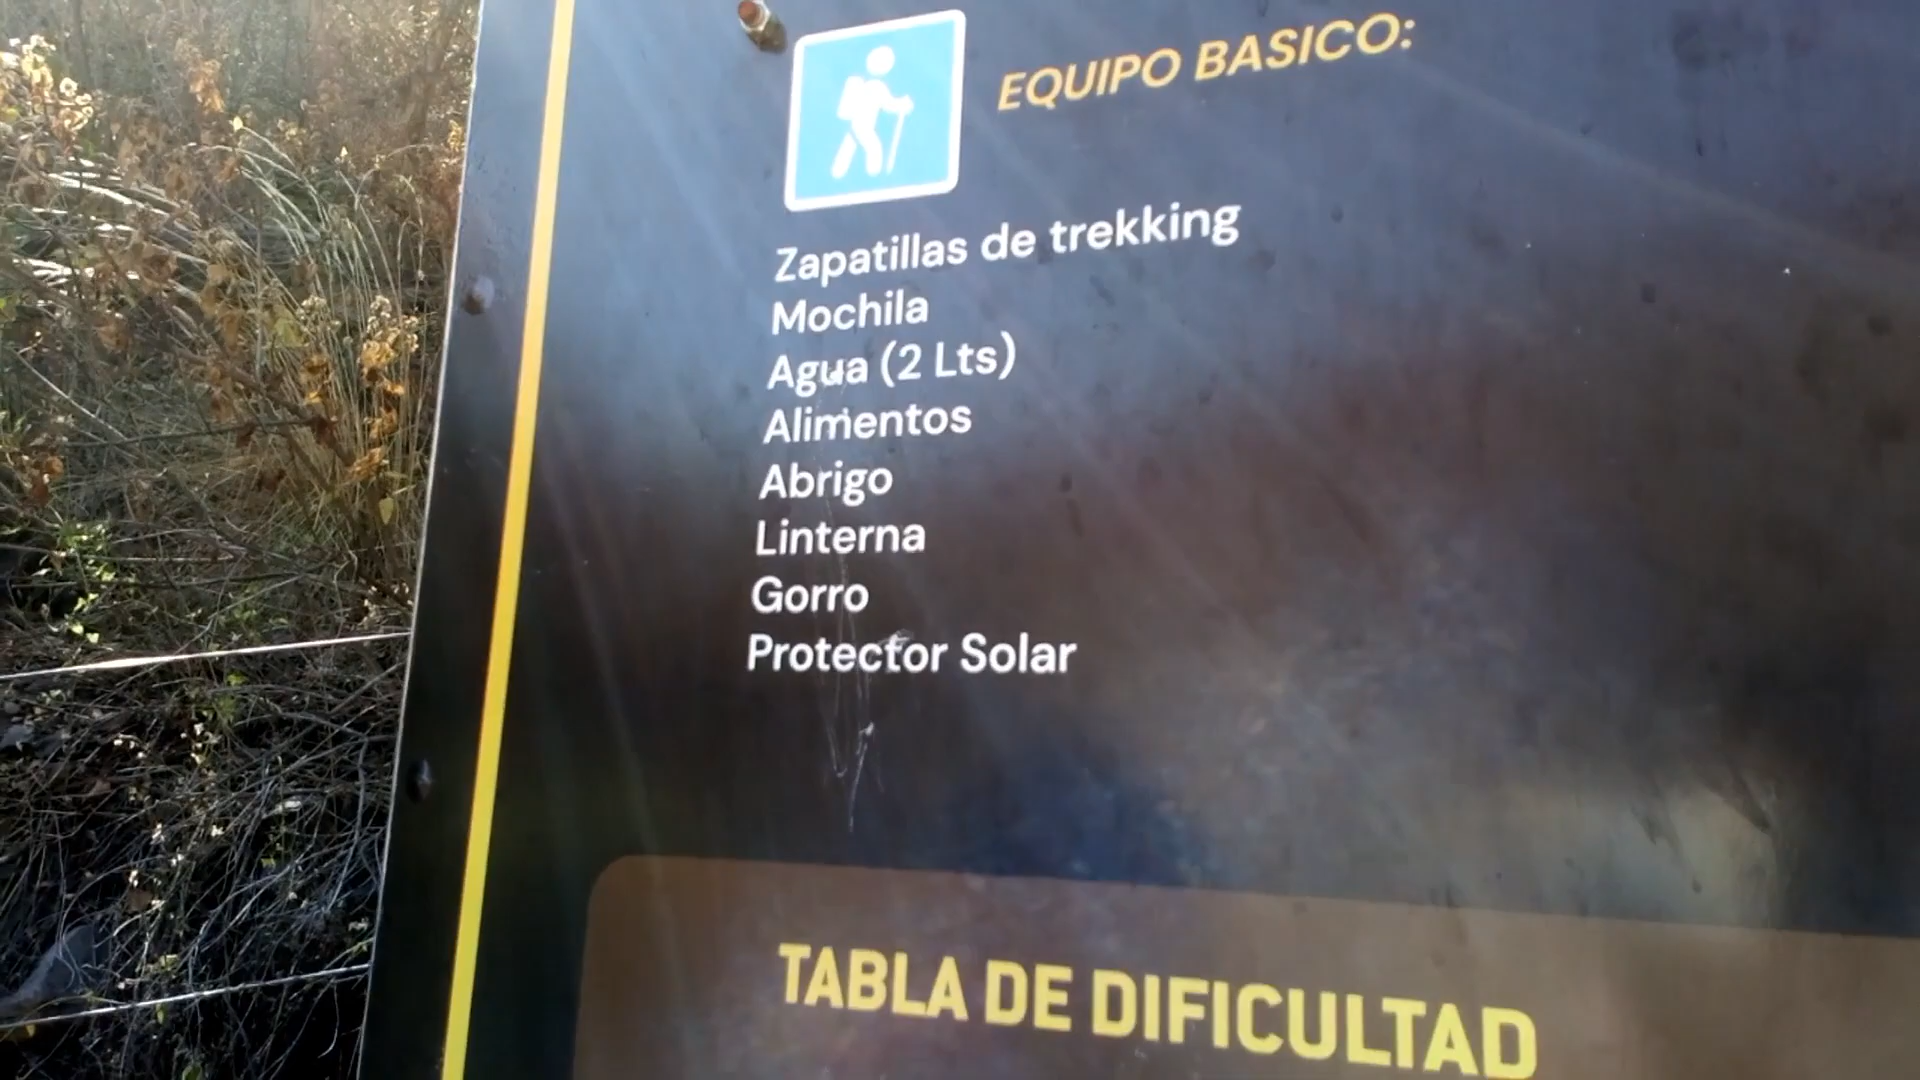 EQUIPO BASICO:
Zapatillas de trekking
Mochila
Agua (2 Lts)
Alimentos
Abrigo
Linterna
Gorro
Protector Solar
TABLA DE DIFICULTAD